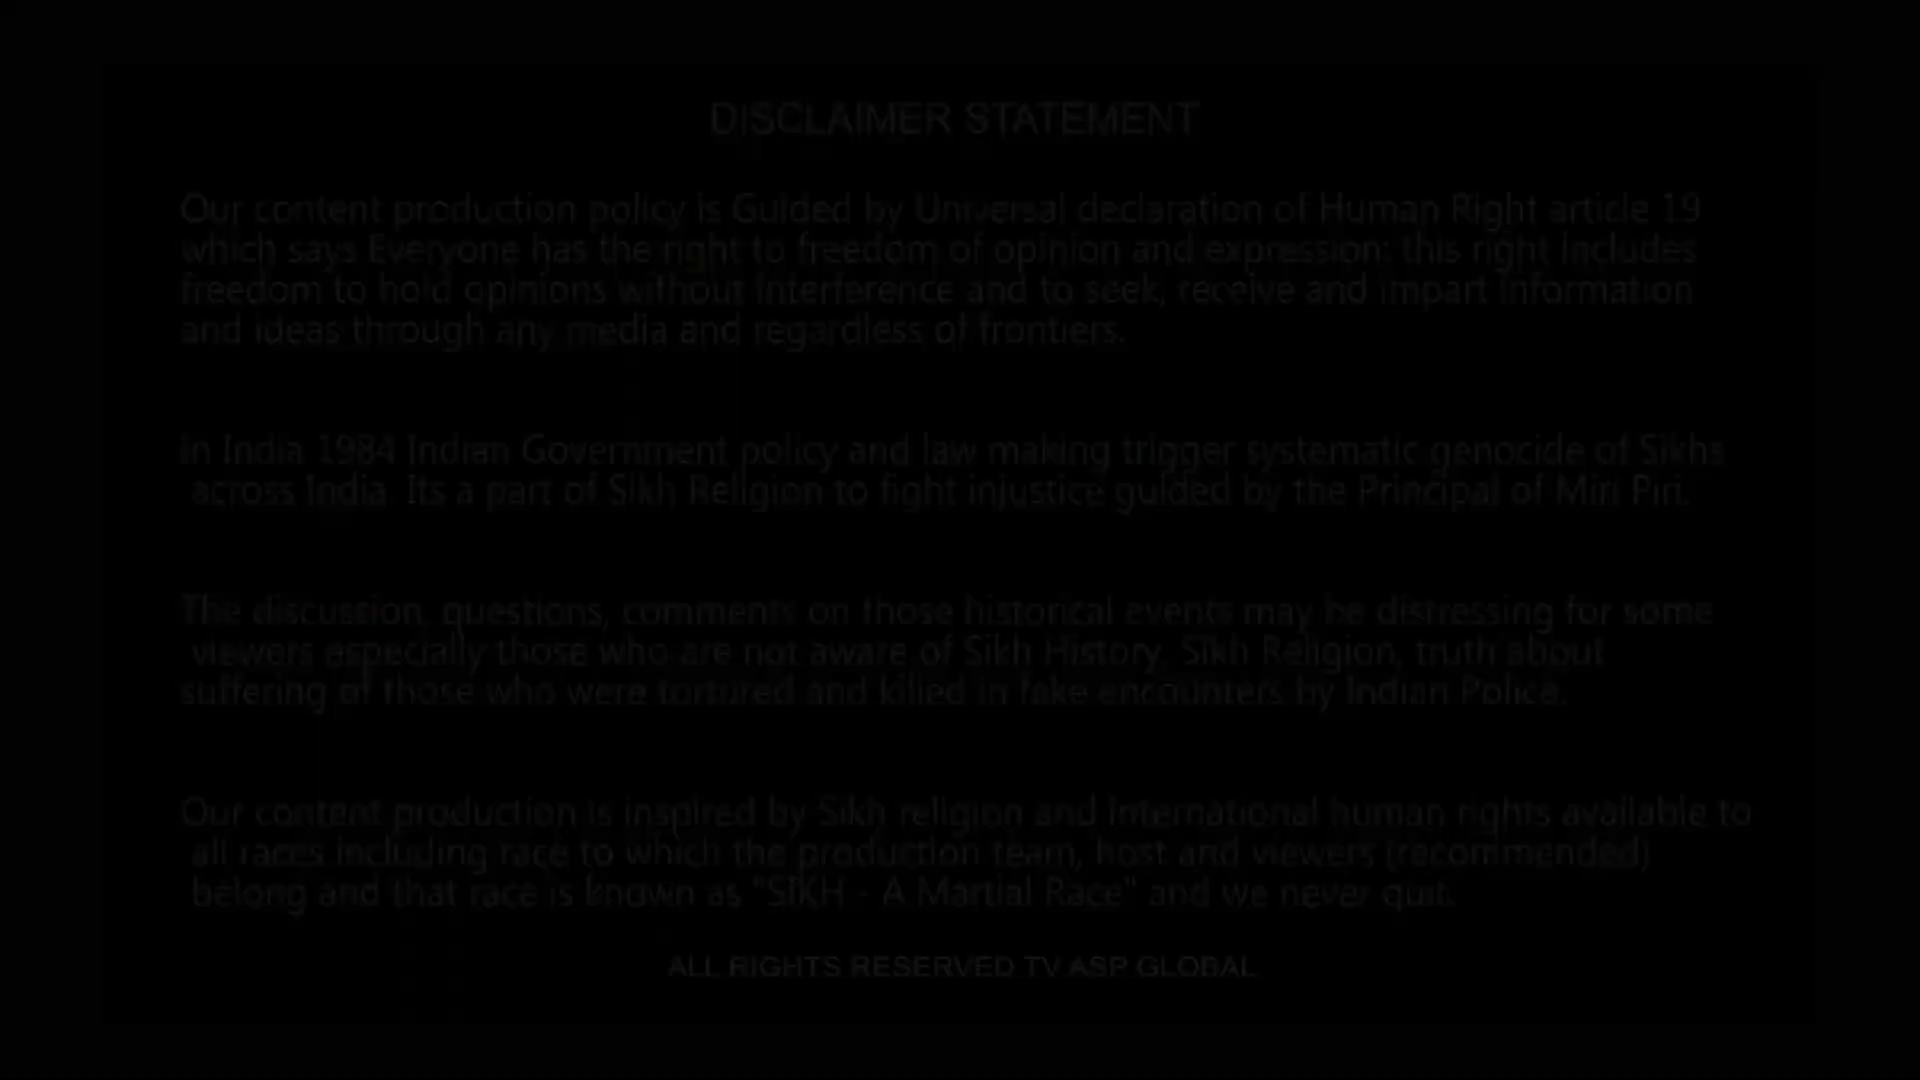 DISCLAIMER STATEMENT
Our content production policy is Guided by Universal declaration of Human Right article 19
which says Everyone has the right to freedom of opinion and expression; this right includes
freedom to hold opinions without interference and to seek, receive and impart information
and ideas through any media and regardless of frontiers.
In India 1984 Indian Government policy and law making trigger systematic genocide of Sikhs
across India. Its a part of Sikh Religion to fight injustice guided by the Principal of Miri Piri.
The discussion, questions, comments on those historical events may be distressing for some
viewers especially those who are not aware of Sikh History, Sikh Religion, truth about
suffering of those who were tortured and killed in fake encounters by Indian Police.
Our content production is inspired by Sikh religion and International human rights available to
all races including race to which the production team, host and viewers (recommended)
belong and that race is known as "SIKH - A Martial Race" and we never quit.
ALL RIGHTS RESERVED TV ASP GLOBAL